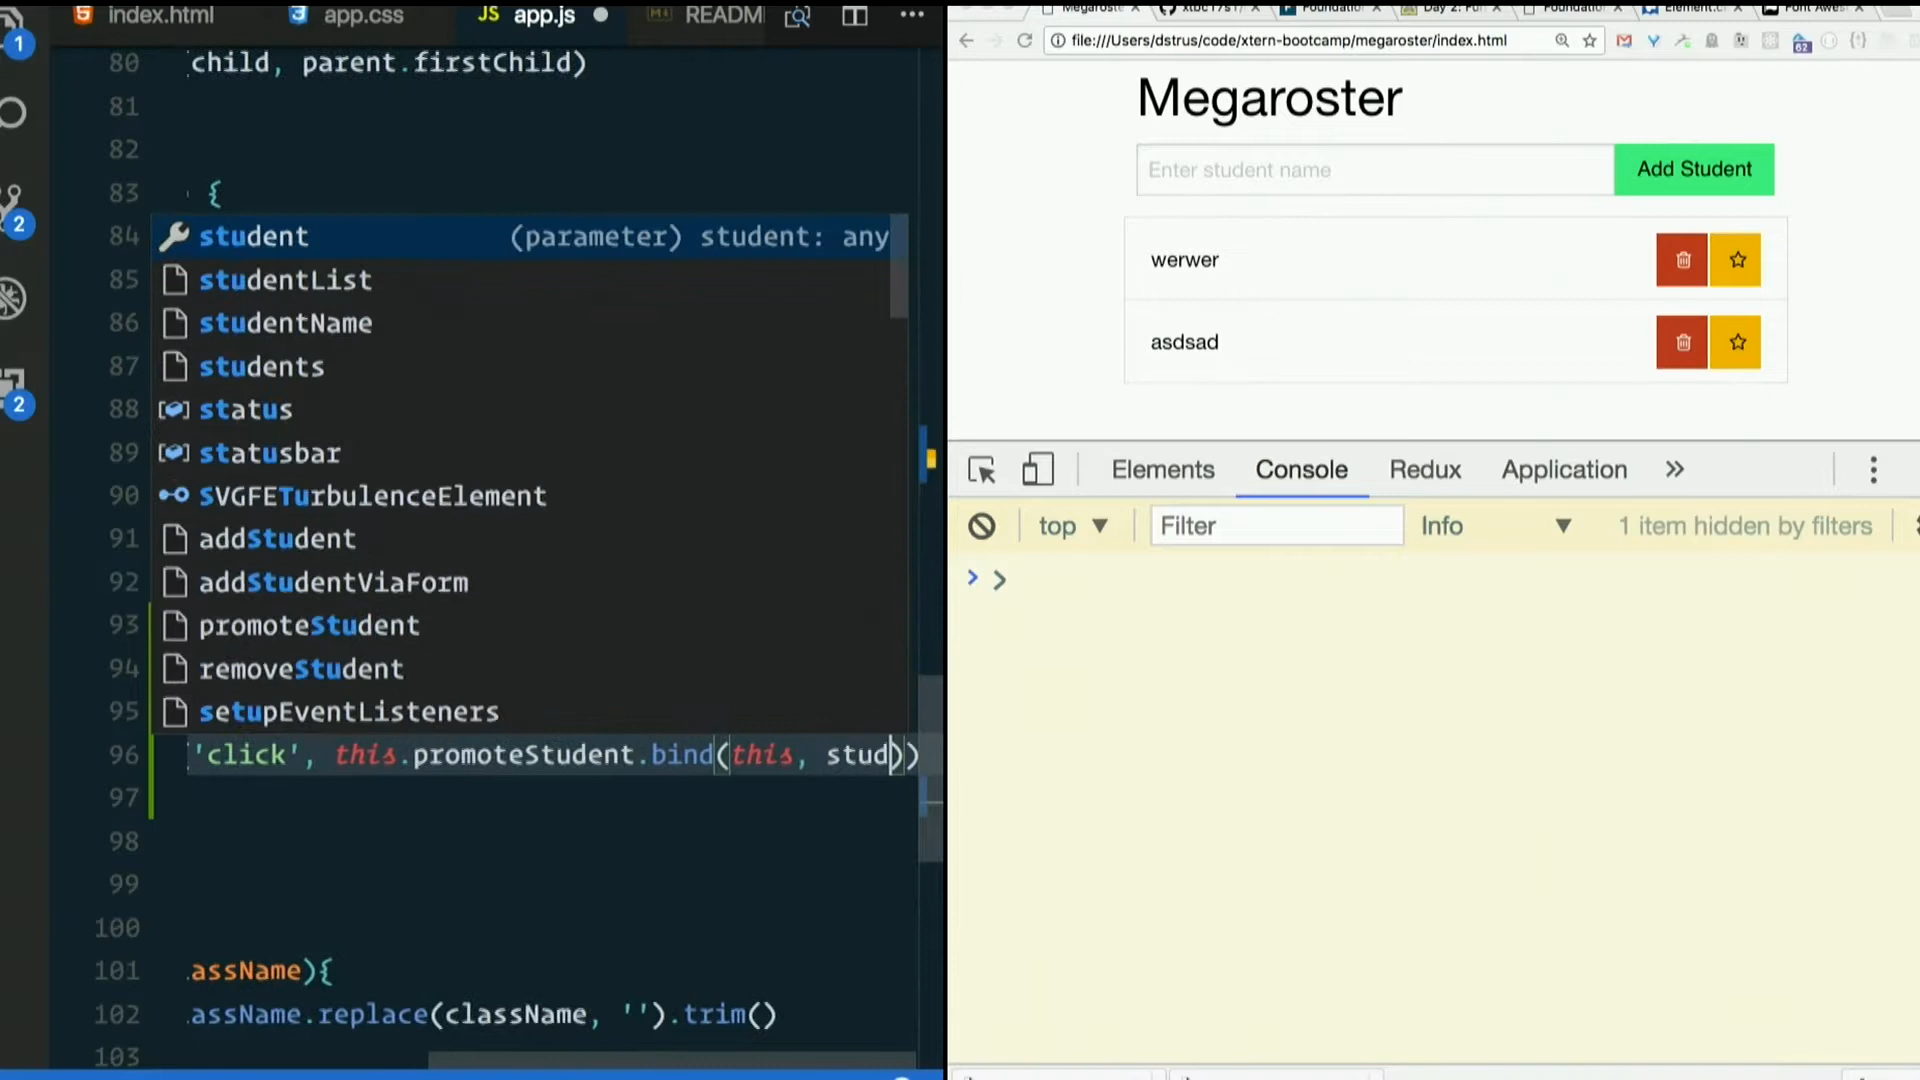 index.html
app.css
JS app.js
READM
80 child, parent.firstChild)
81
82
83 {
84 student (parameter) student: any
85 studentList
86 studentName
87 students
88 status
89 statusbar
90 SVGFETurbulenceElement
91 addStudent
92 addStudentViaForm
93 promoteStudent
94 removeStudent
95 setupEventListeners
96 'click', this.promoteStudent.bind(this, stud))
97
98
99
100
101 .assName){
102 .assName.replace(className, '').trim()
103
1
2
2
file:///Users/dstrus/code/xtern-bootcamp/megaroster/index.html
62
Megaroster
Enter student name
Add Student
werwer
asdsad
Elements Console Redux Application »
top ▼ Filter Info ▼ 1 item hidden by filters
> >